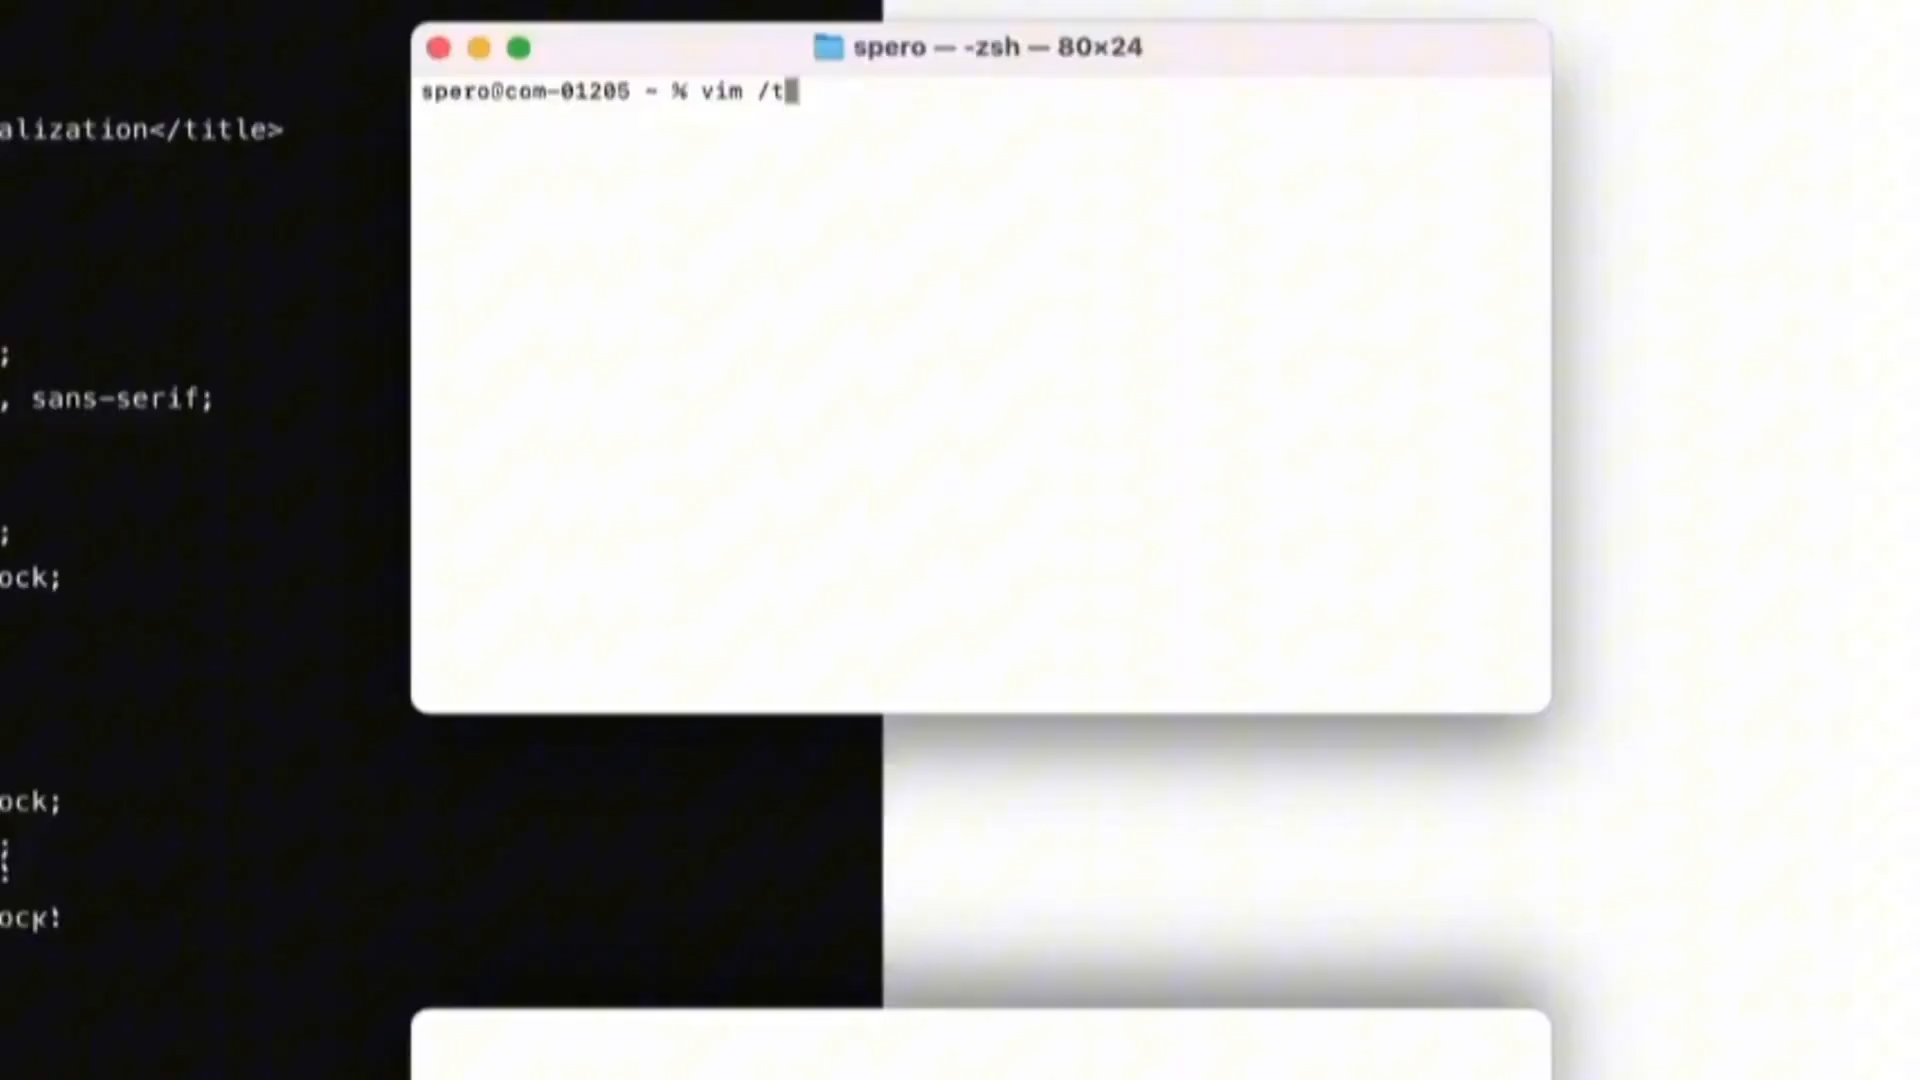 spero — -zsh — 80×24
spero@com-01205 ~ % vim /t
alization</title>
;
, sans-serif;
;
ock;
ock;
;